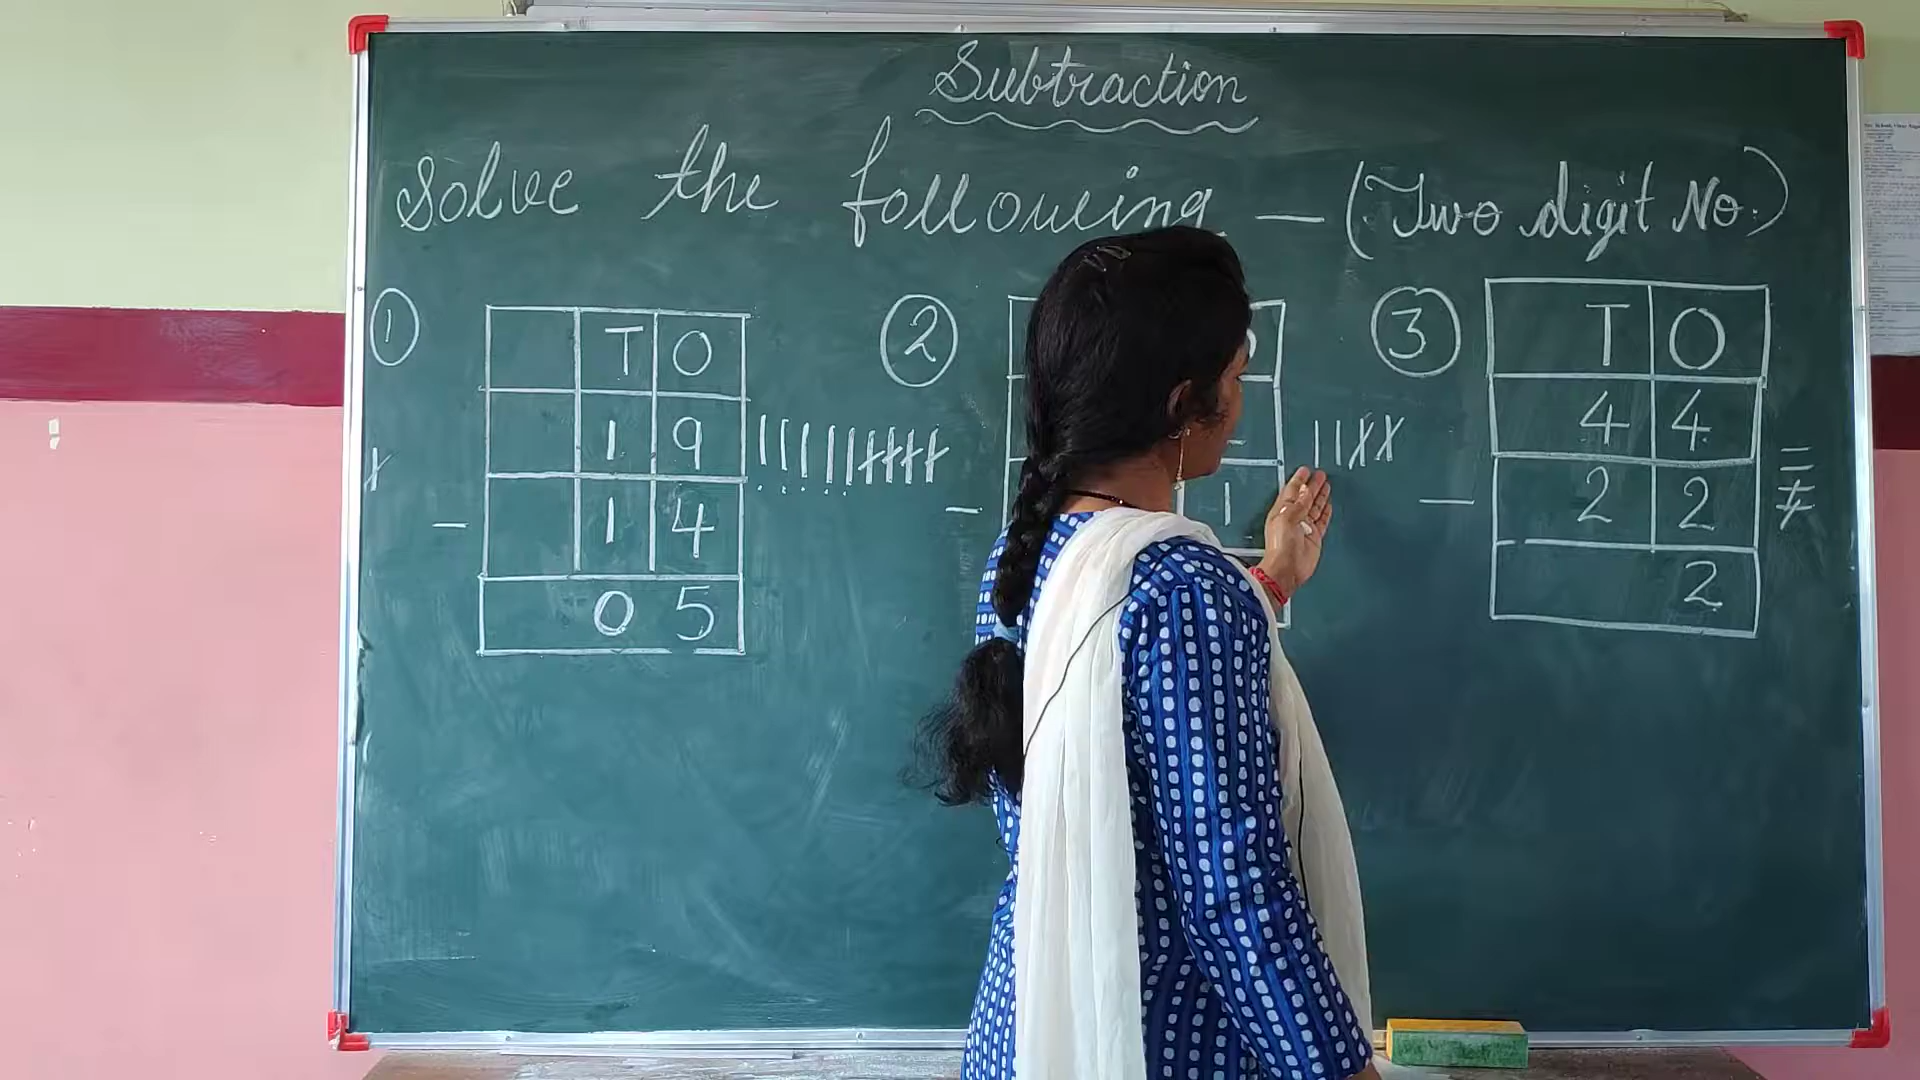 Subtraction
Solve the following – (Two digit No.)
1
T O
1 9
- 1 4
0 5
2
-
1
3
T O
4 4
- 2 2
2